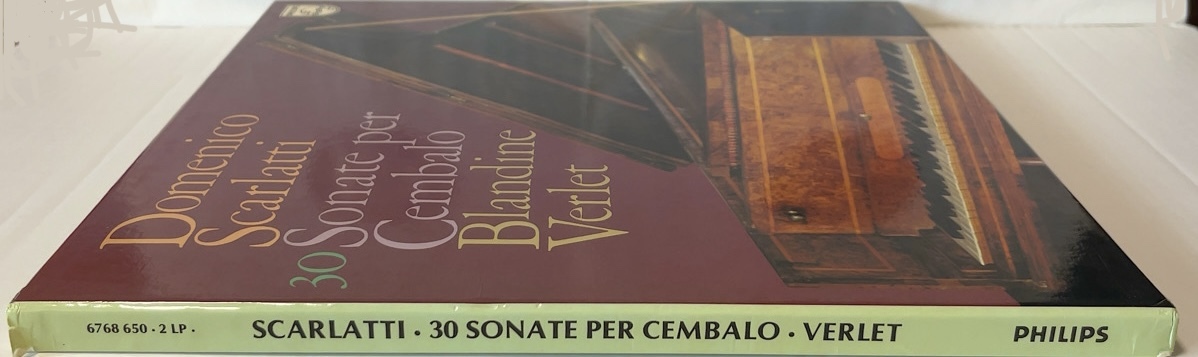 Domenico
Scarlatti
30 Sonate per
Cembalo
Blandine
Verlet
6768 650 · 2 LP · SCARLATTI · 30 SONATE PER CEMBALO · VERLET PHILIPS